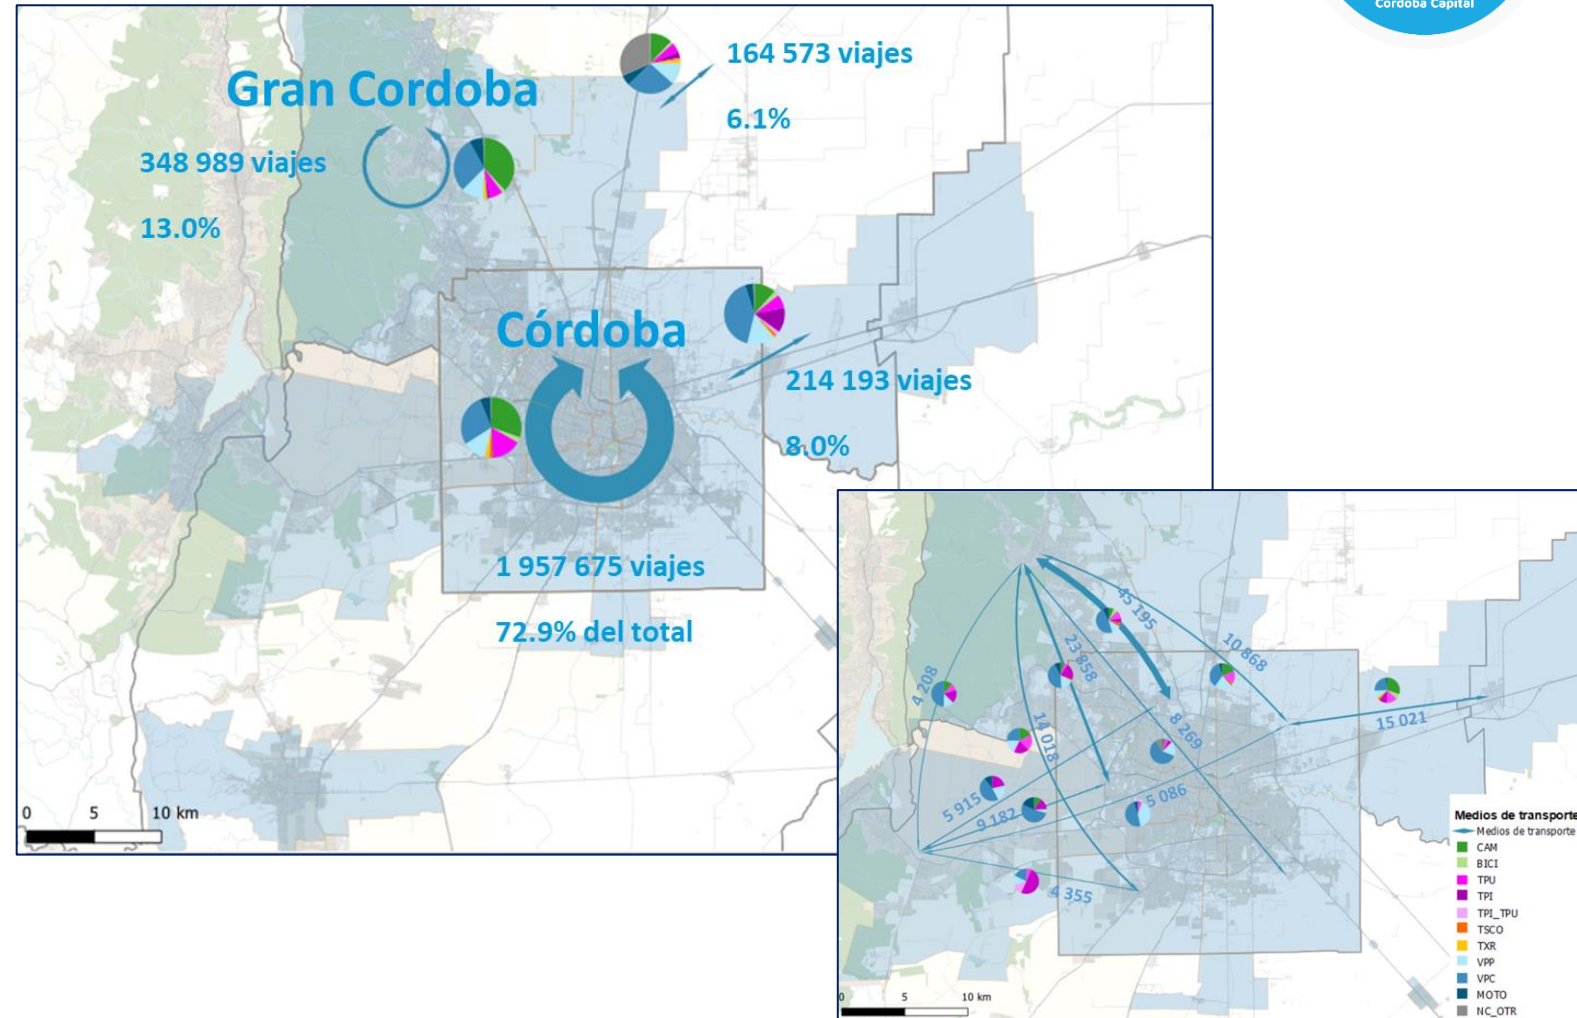 Córdoba Capital
164 573 viajes
6.1%
Gran Cordoba
348 989 viajes
13.0%
Córdoba
214 193 viajes
8.0%
1 957 675 viajes
72.9% del total
0 5 10 km
45 195
23 858
10 868
4 208
14 018
8 269
15 021
5 915
9 182
5 086
4 355
Medios de transporte
Medios de transporte
CAM
BICI
TPU
TPI
TPI_TPU
TSCO
TXR
VPP
VPC
MOTO
NC_OTR
0 5 10 km